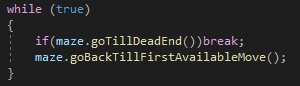 while (true)
{
    if(maze.goTillDeadEnd())break;
    maze.goBackTillFirstAvailableMove();
}